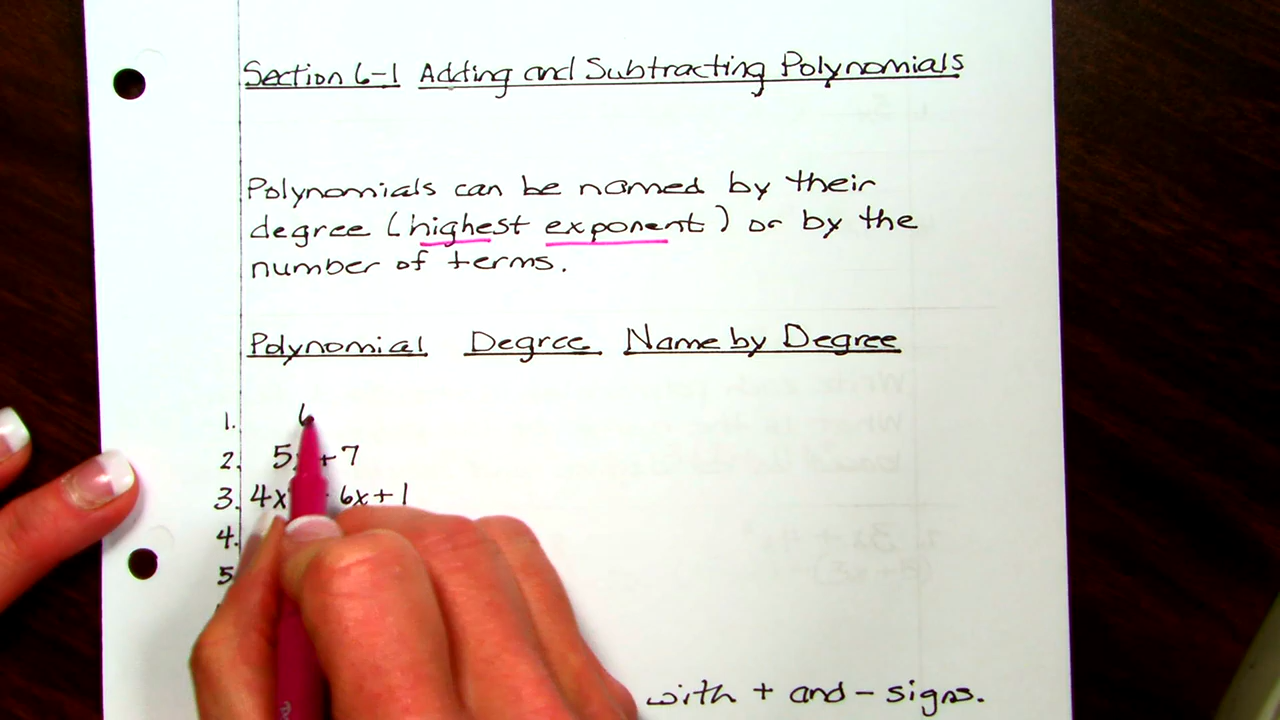 Section 6-1 Adding and Subtracting Polynomials
Polynomials can be named by their
degree (highest exponent) or by the
number of terms.
Polynomial Degree Name by Degree
1. 6
2. 5 +7
3. 4x 6x+1
4.
5.
with + and - signs.